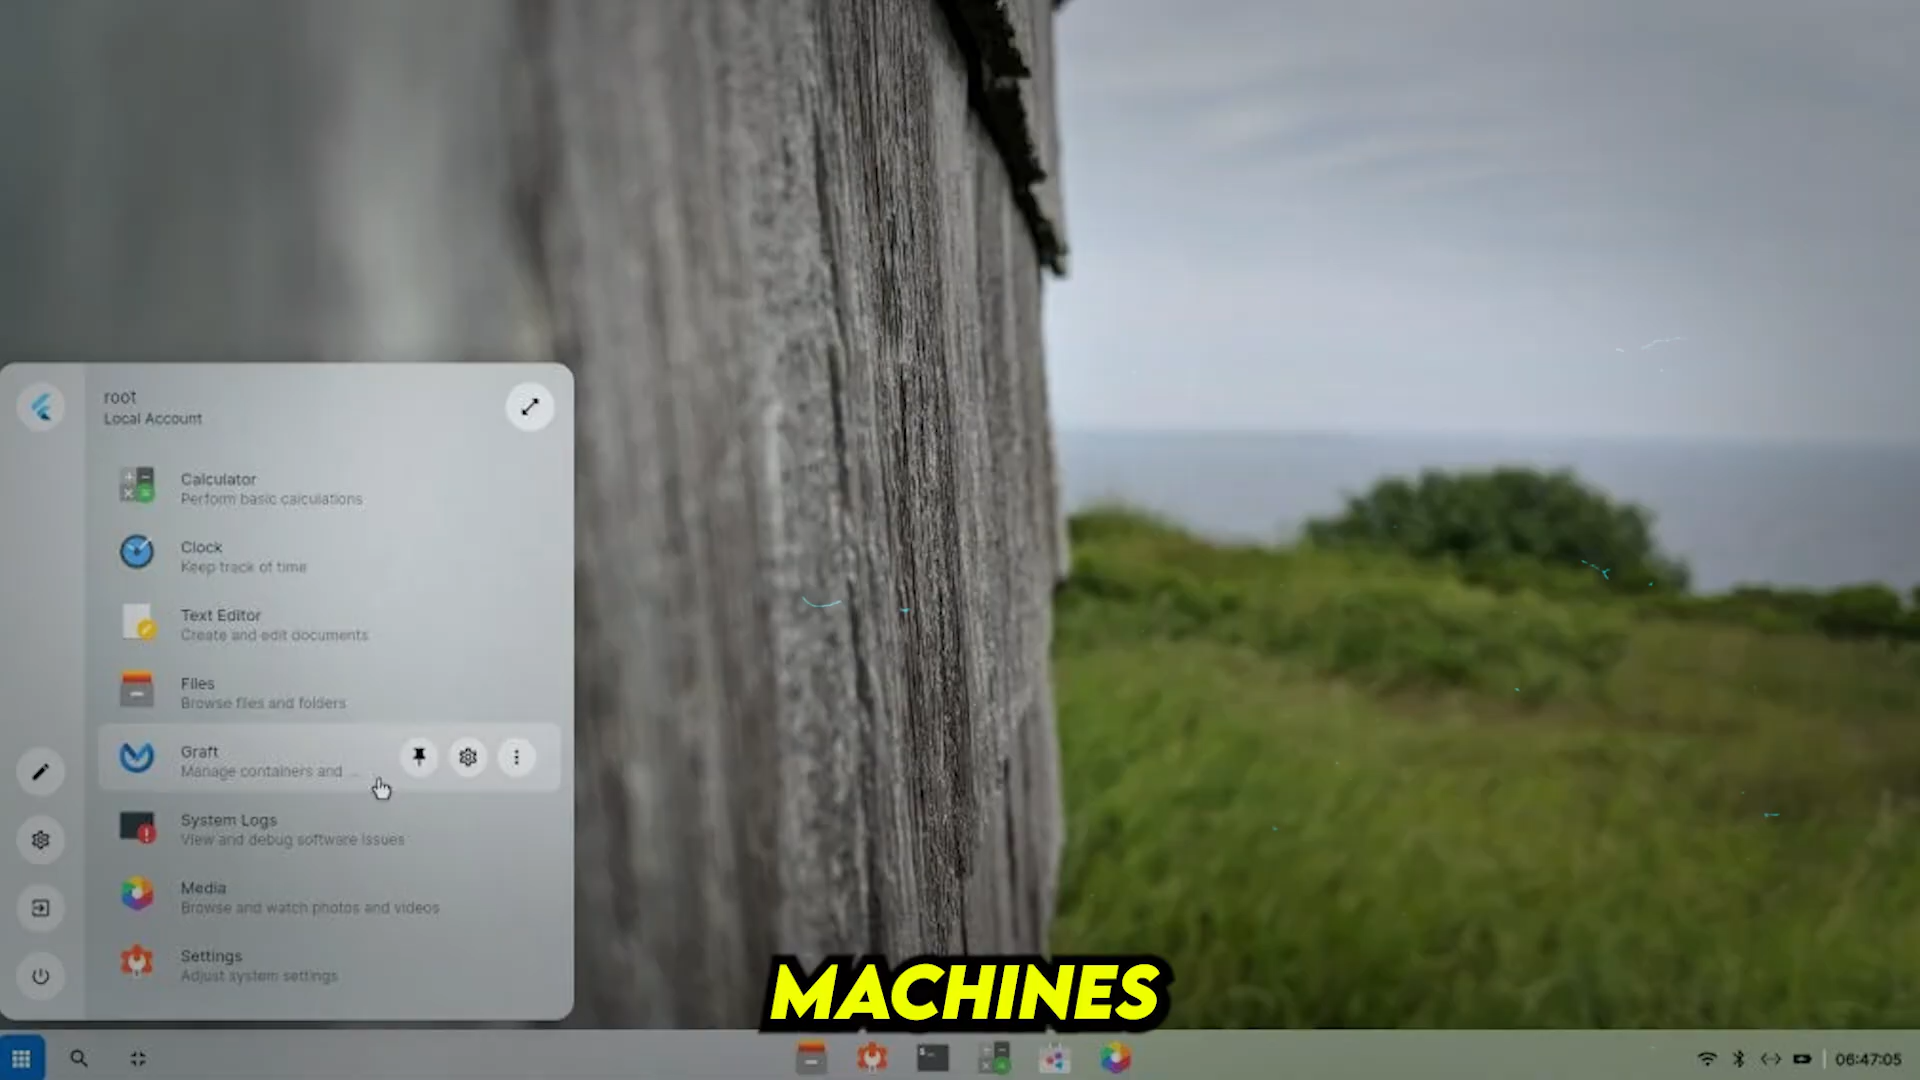 root
Local Account
Calculator
Perform basic calculations
Clock
Keep track of time
Text Editor
Create and edit documents
Files
Browse files and folders
Graft
Manage containers and ...
System Logs
View and debug software issues
Media
Browse and watch photos and videos
Settings
Adjust system settings
MACHINES
06:47:05